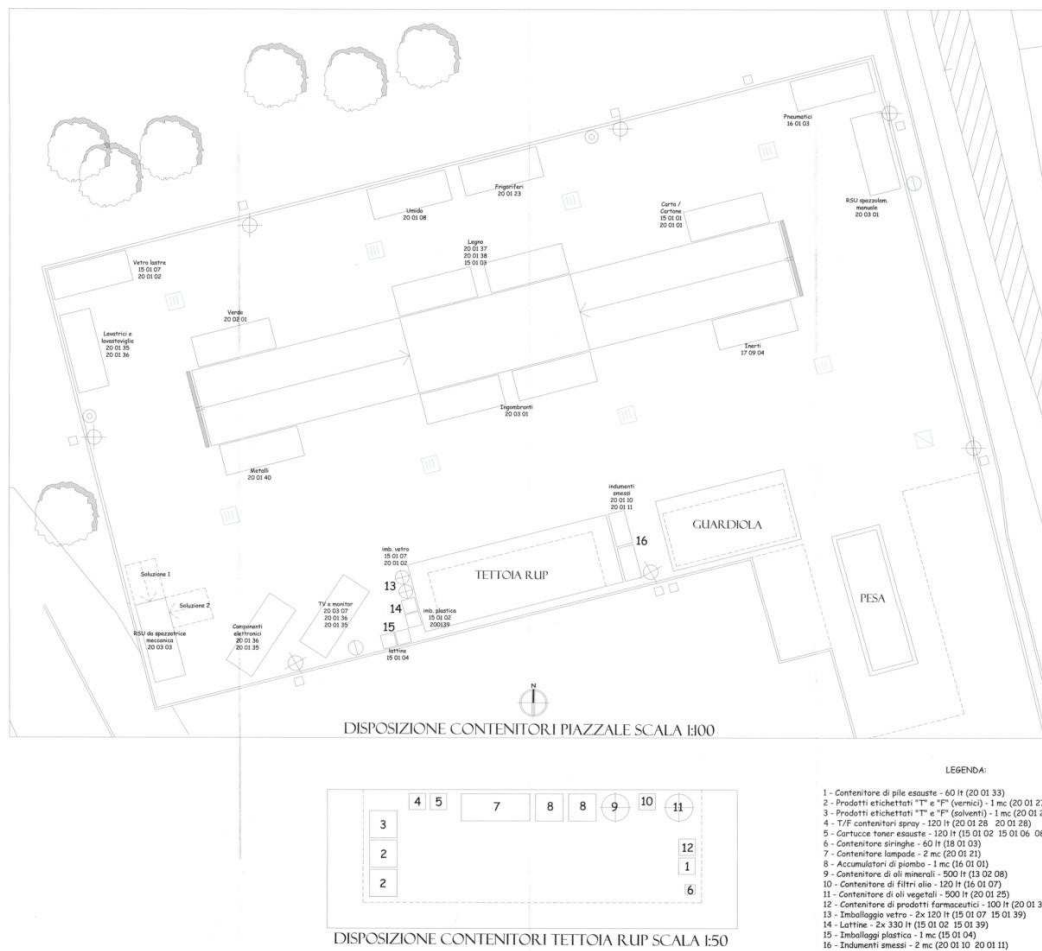 Pneumatici
16 01 03
Frigoriferi
20 01 23
Umido
20 01 08
RSU spazzolam.
manuale
20 03 01
Carta /
Cartone
15 01 01
20 01 01
Legno
20 01 37
20 01 38
15 01 03
Vetro lastre
15 01 07
20 01 02
Verde
20 02 01
Lavatrici e
lavastoviglie
20 01 35
20 01 36
Inerti
17 09 04
Ingombranti
20 03 01
Metalli
20 01 40
indumenti
smessi
20 01 10
20 01 11
16
GUARDIOLA
TETTOIA RUP
PESA
imb. vetro
15 01 07
20 01 02
13
14
15
imb. plastica
15 01 02
200139
lattine
15 01 04
TV e monitor
20 03 07
20 01 36
20 01 35
Componenti
elettronici
20 01 36
20 01 35
Soluzione 1
Soluzione 2
RSU da spazzatrice
meccanica
20 03 03
N
DISPOSIZIONE CONTENITORI PIAZZALE SCALA 1:100
4 5 7 8 8 9 10 11
3
2
2
12
1
6
DISPOSIZIONE CONTENITORI TETTOIA RUP SCALA 1:50
LEGENDA:
1 - Contenitore di pile esauste - 60 lt (20 01 33)
2 - Prodotti etichettati "T" e "F" (vernici) - 1 mc (20 01 27
3 - Prodotti etichettati "T" e "F" (solventi) - 1 mc (20 01 2
4 - T/F contenitori spray - 120 lt (20 01 28 20 01 28)
5 - Cartucce toner esauste - 120 lt (15 01 02 15 01 06 08
6 - Contenitore siringhe - 60 lt (18 01 03)
7 - Contenitore lampade - 2 mc (20 01 21)
8 - Accumulatori di piombo - 1 mc (16 01 01)
9 - Contenitore di oli minerali - 500 lt (13 02 08)
10 - Contenitore di filtri olio - 120 lt (16 01 07)
11 - Contenitore di oli vegetali - 500 lt (20 01 25)
12 - Contenitore di prodotti farmaceutici - 100 lt (20 01 3
13 - Imballaggio vetro - 2x 120 lt (15 01 07 15 01 39)
14 - Lattine - 2x 330 lt (15 01 02 15 01 39)
15 - Imballaggi plastica - 1 mc (15 01 04)
16 - Indumenti smessi - 2 mc (20 01 10 20 01 11)